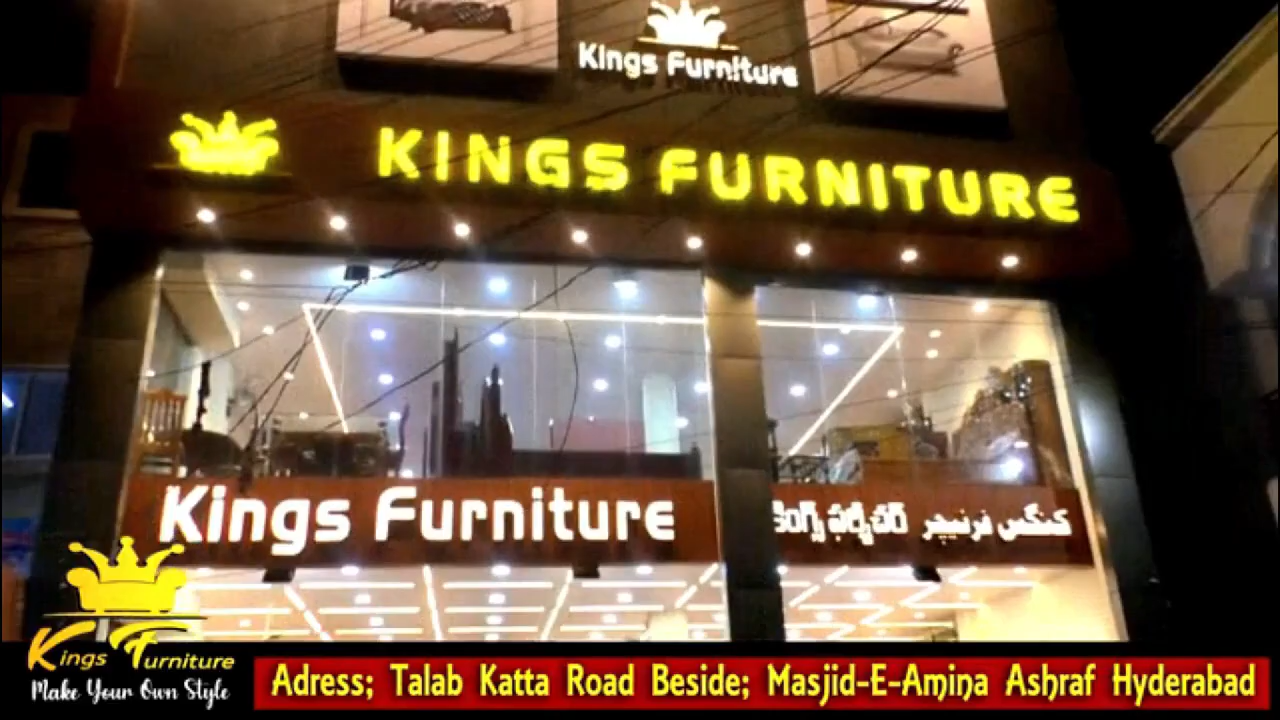 Kings Furniture
KINGS FURNITURE
Kings Furniture
కింగ్స్ ఫర్నిచర్ کنگس فرنیچر
Kings Furniture
Make Your Own Style
Adress; Talab Katta Road Beside; Masjid-E-Amina Ashraf Hyderabad